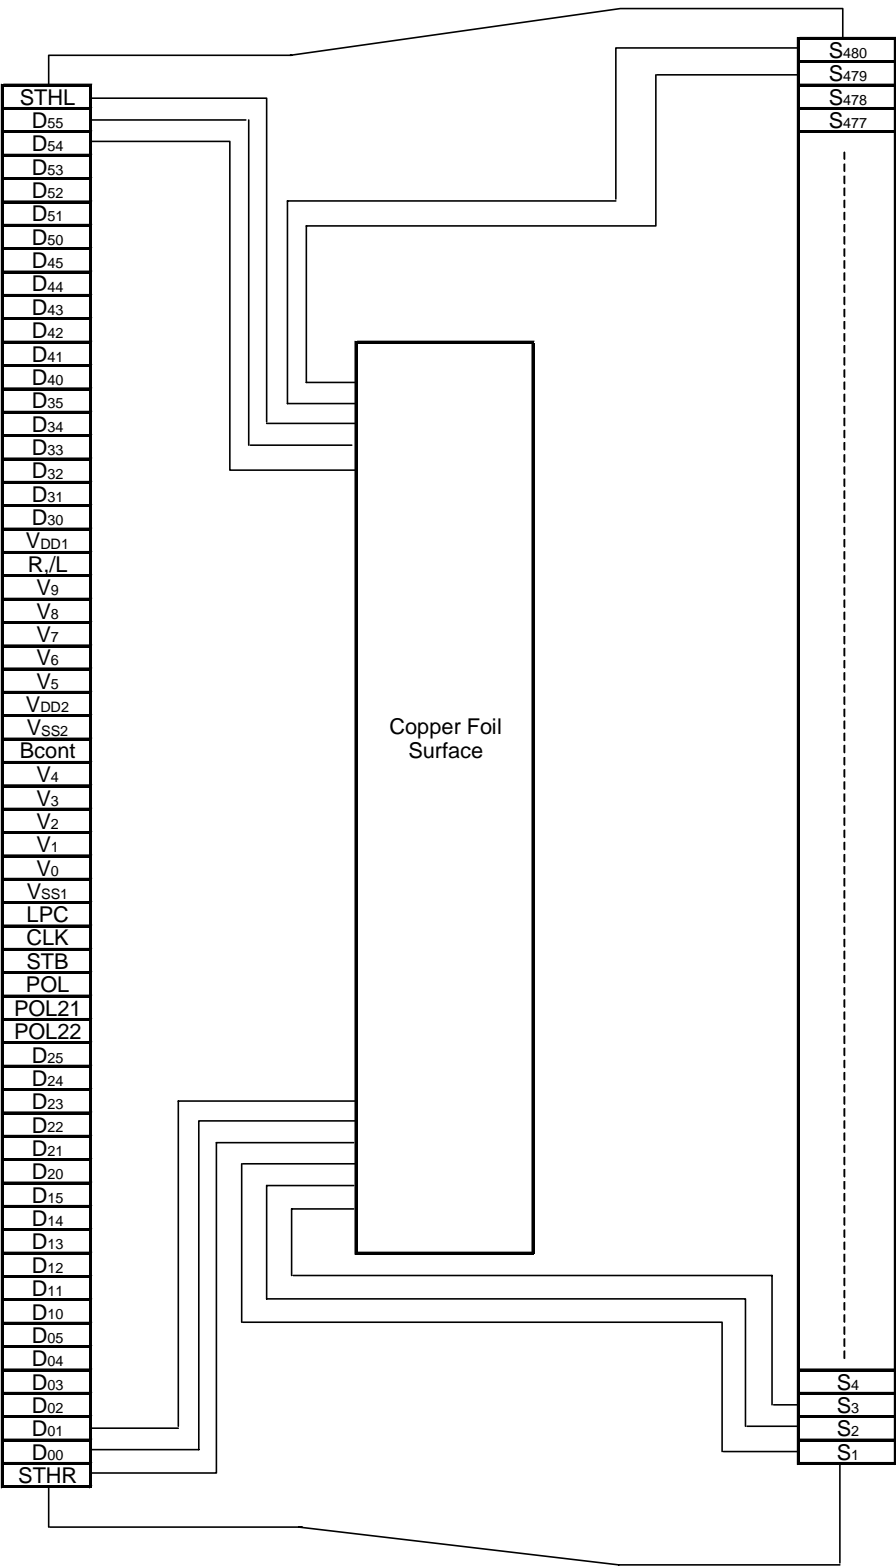 STHL
D55
D54
D53
D52
D51
D50
D45
D44
D43
D42
D41
D40
D35
D34
D33
D32
D31
D30
VDD1
R,/L
V9
V8
V7
V6
V5
VDD2
VSS2
Bcont
V4
V3
V2
V1
V0
VSS1
LPC
CLK
STB
POL
POL21
POL22
D25
D24
D23
D22
D21
D20
D15
D14
D13
D12
D11
D10
D05
D04
D03
D02
D01
D00
STHR
Copper Foil
Surface
S480
S479
S478
S477
S4
S3
S2
S1